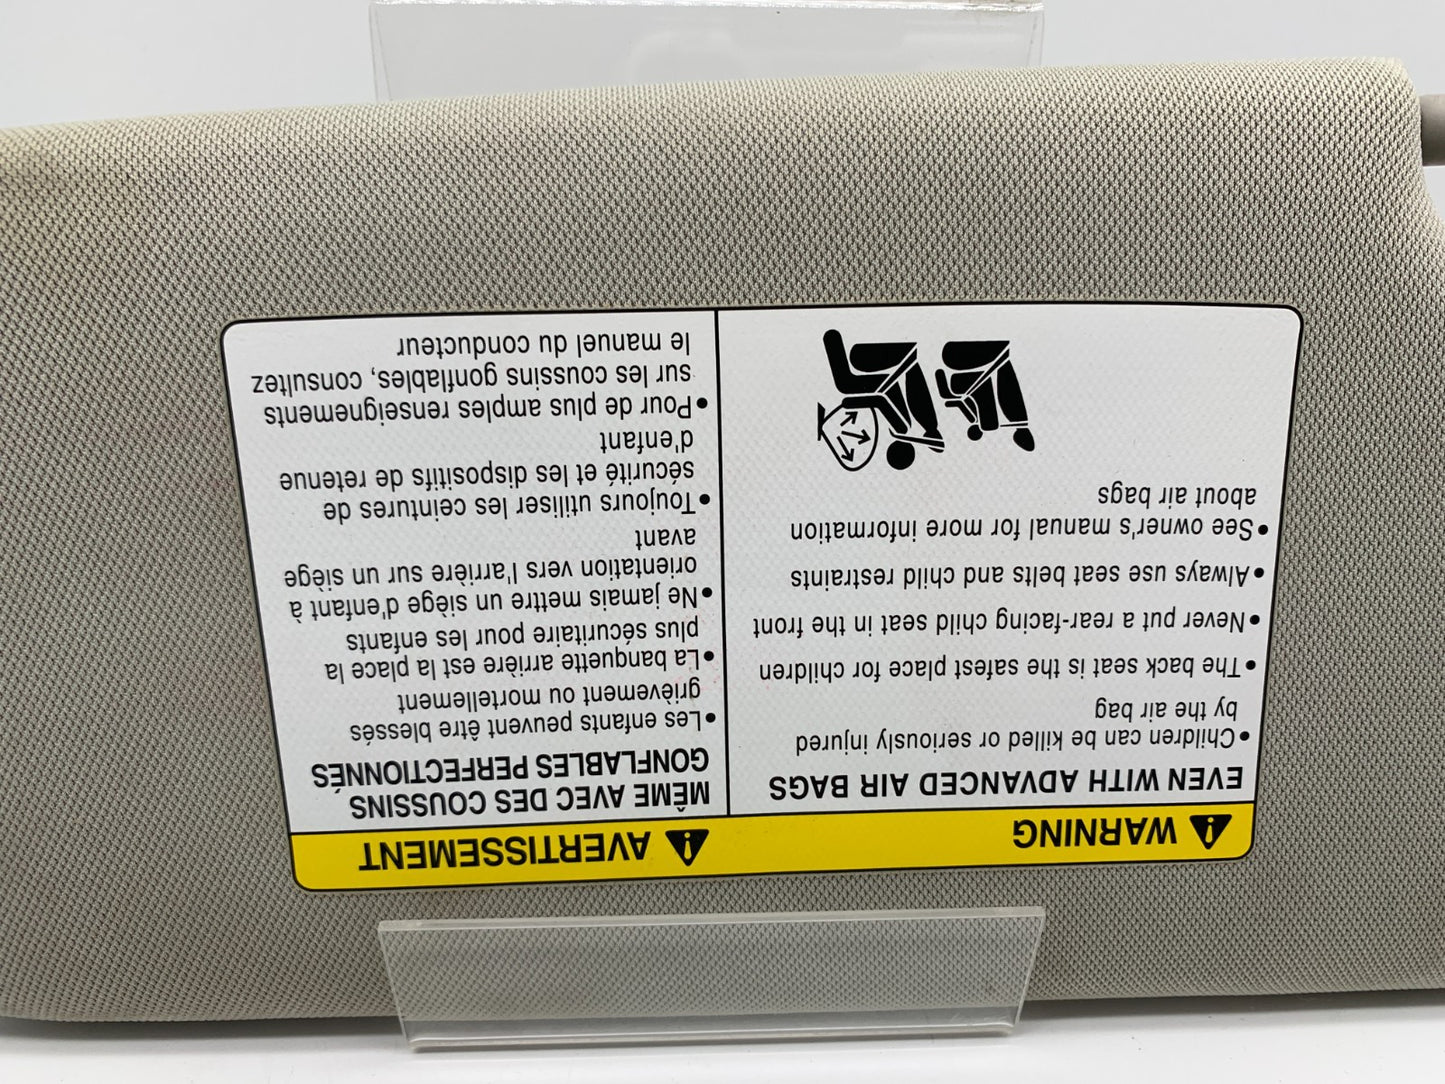 WARNING
EVEN WITH ADVANCED AIR BAGS
•Children can be killed or seriously injured
by the air bag
•The back seat is the safest place for children
•Never put a rear-facing child seat in the front
•Always use seat belts and child restraints
•See owner's manual for more information
about air bags
AVERTISSEMENT
MÊME AVEC DES COUSSINS
GONFLABLES PERFECTIONNÉS
•Les enfants peuvent être blessés
grièvement ou mortellement
•La banquette arrière est la place la
plus sécuritaire pour les enfants
•Ne jamais mettre un siège d'enfant à
orientation vers l'arrière sur un siège
avant
•Toujours utiliser les ceintures de
sécurité et les dispositifs de retenue
d'enfant
•Pour de plus amples renseignements
sur les coussins gonflables, consultez
le manuel du conducteur